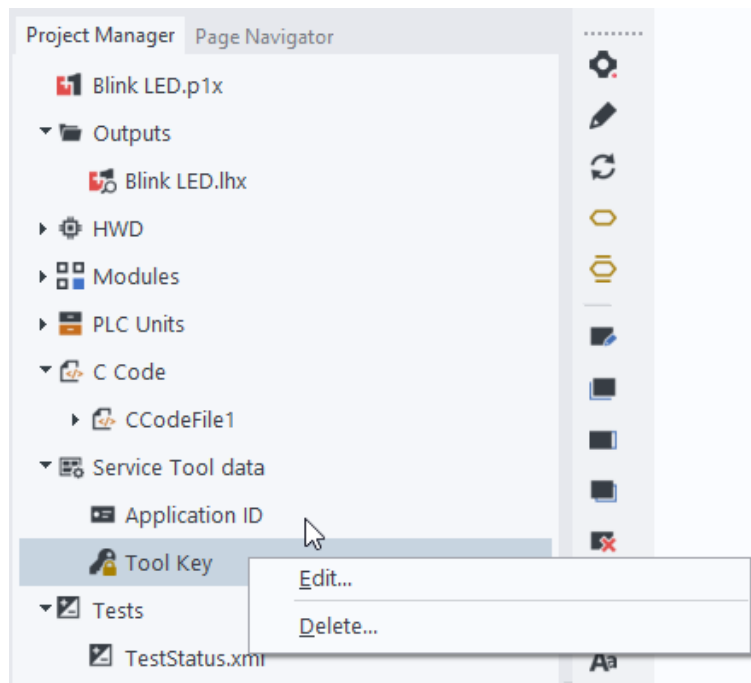 Project Manager Page Navigator
Blink LED.p1x
Outputs
Blink LED.lhx
HWD
Modules
PLC Units
C Code
CCodeFile1
Service Tool data
Application ID
Tool Key
Edit...
Tests
Delete...
TestStatus.xml
Aa